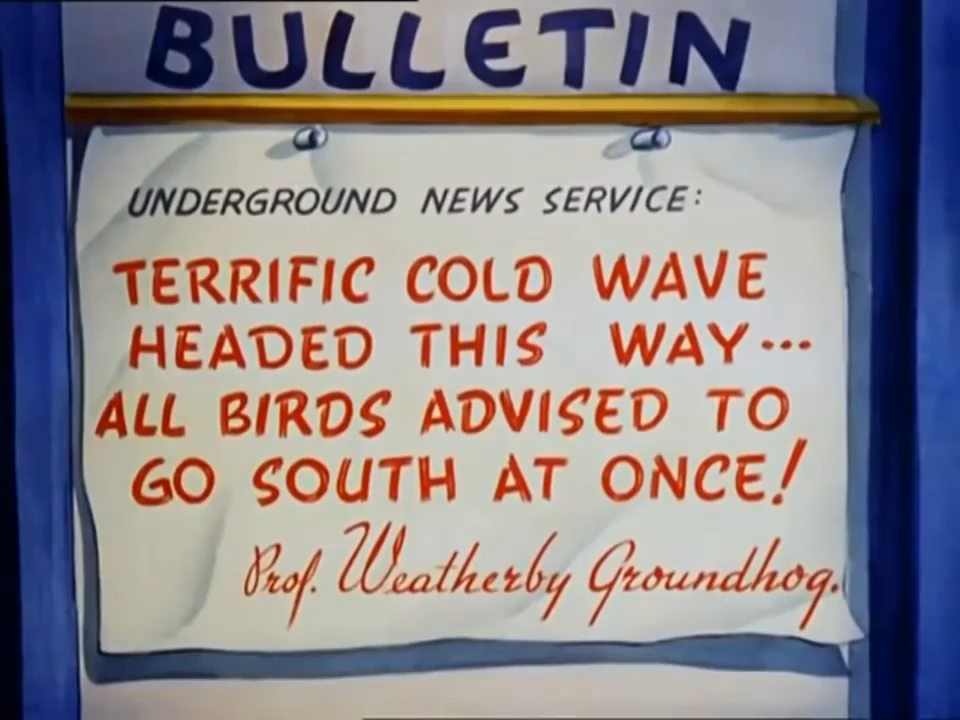 BULLETIN
UNDERGROUND NEWS SERVICE:
TERRIFIC COLD WAVE
HEADED THIS WAY...
ALL BIRDS ADVISED TO
GO SOUTH AT ONCE!
Prof. Weatherby Groundhog.